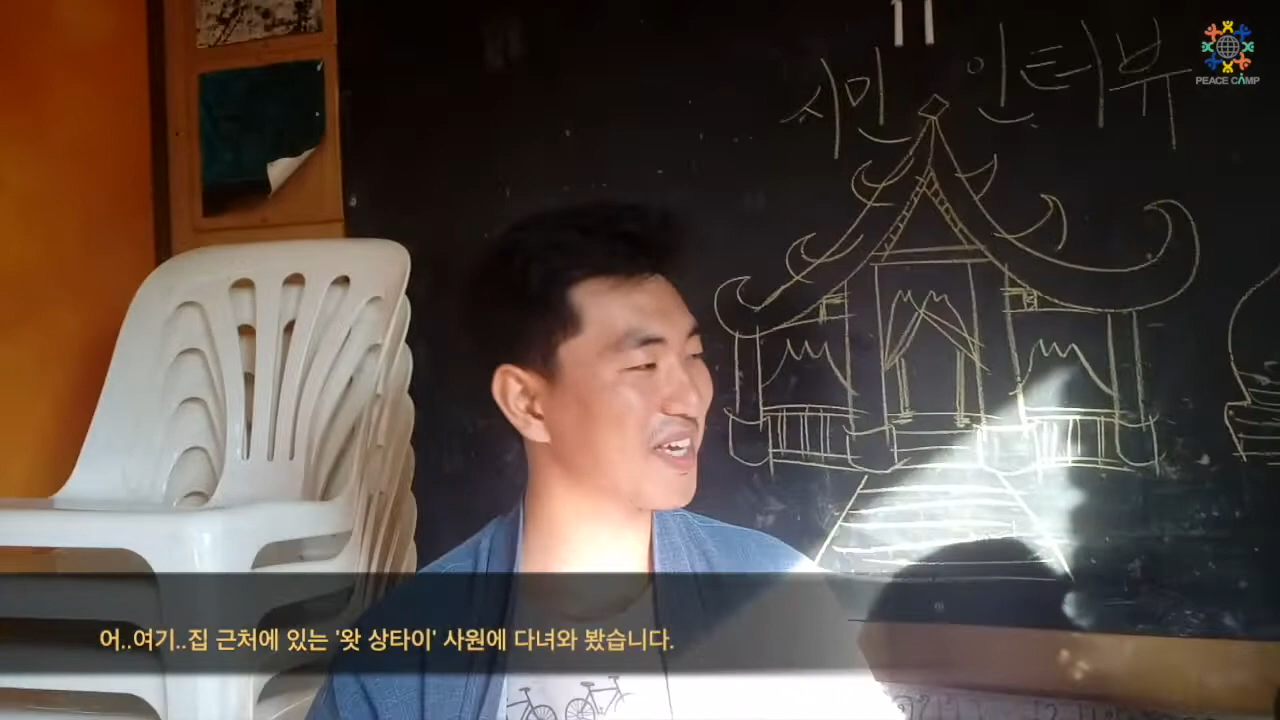 시민 인터뷰
PEACE CAMP
어..여기..집 근처에 있는 '왓 상타이' 사원에 다녀와 봤습니다.